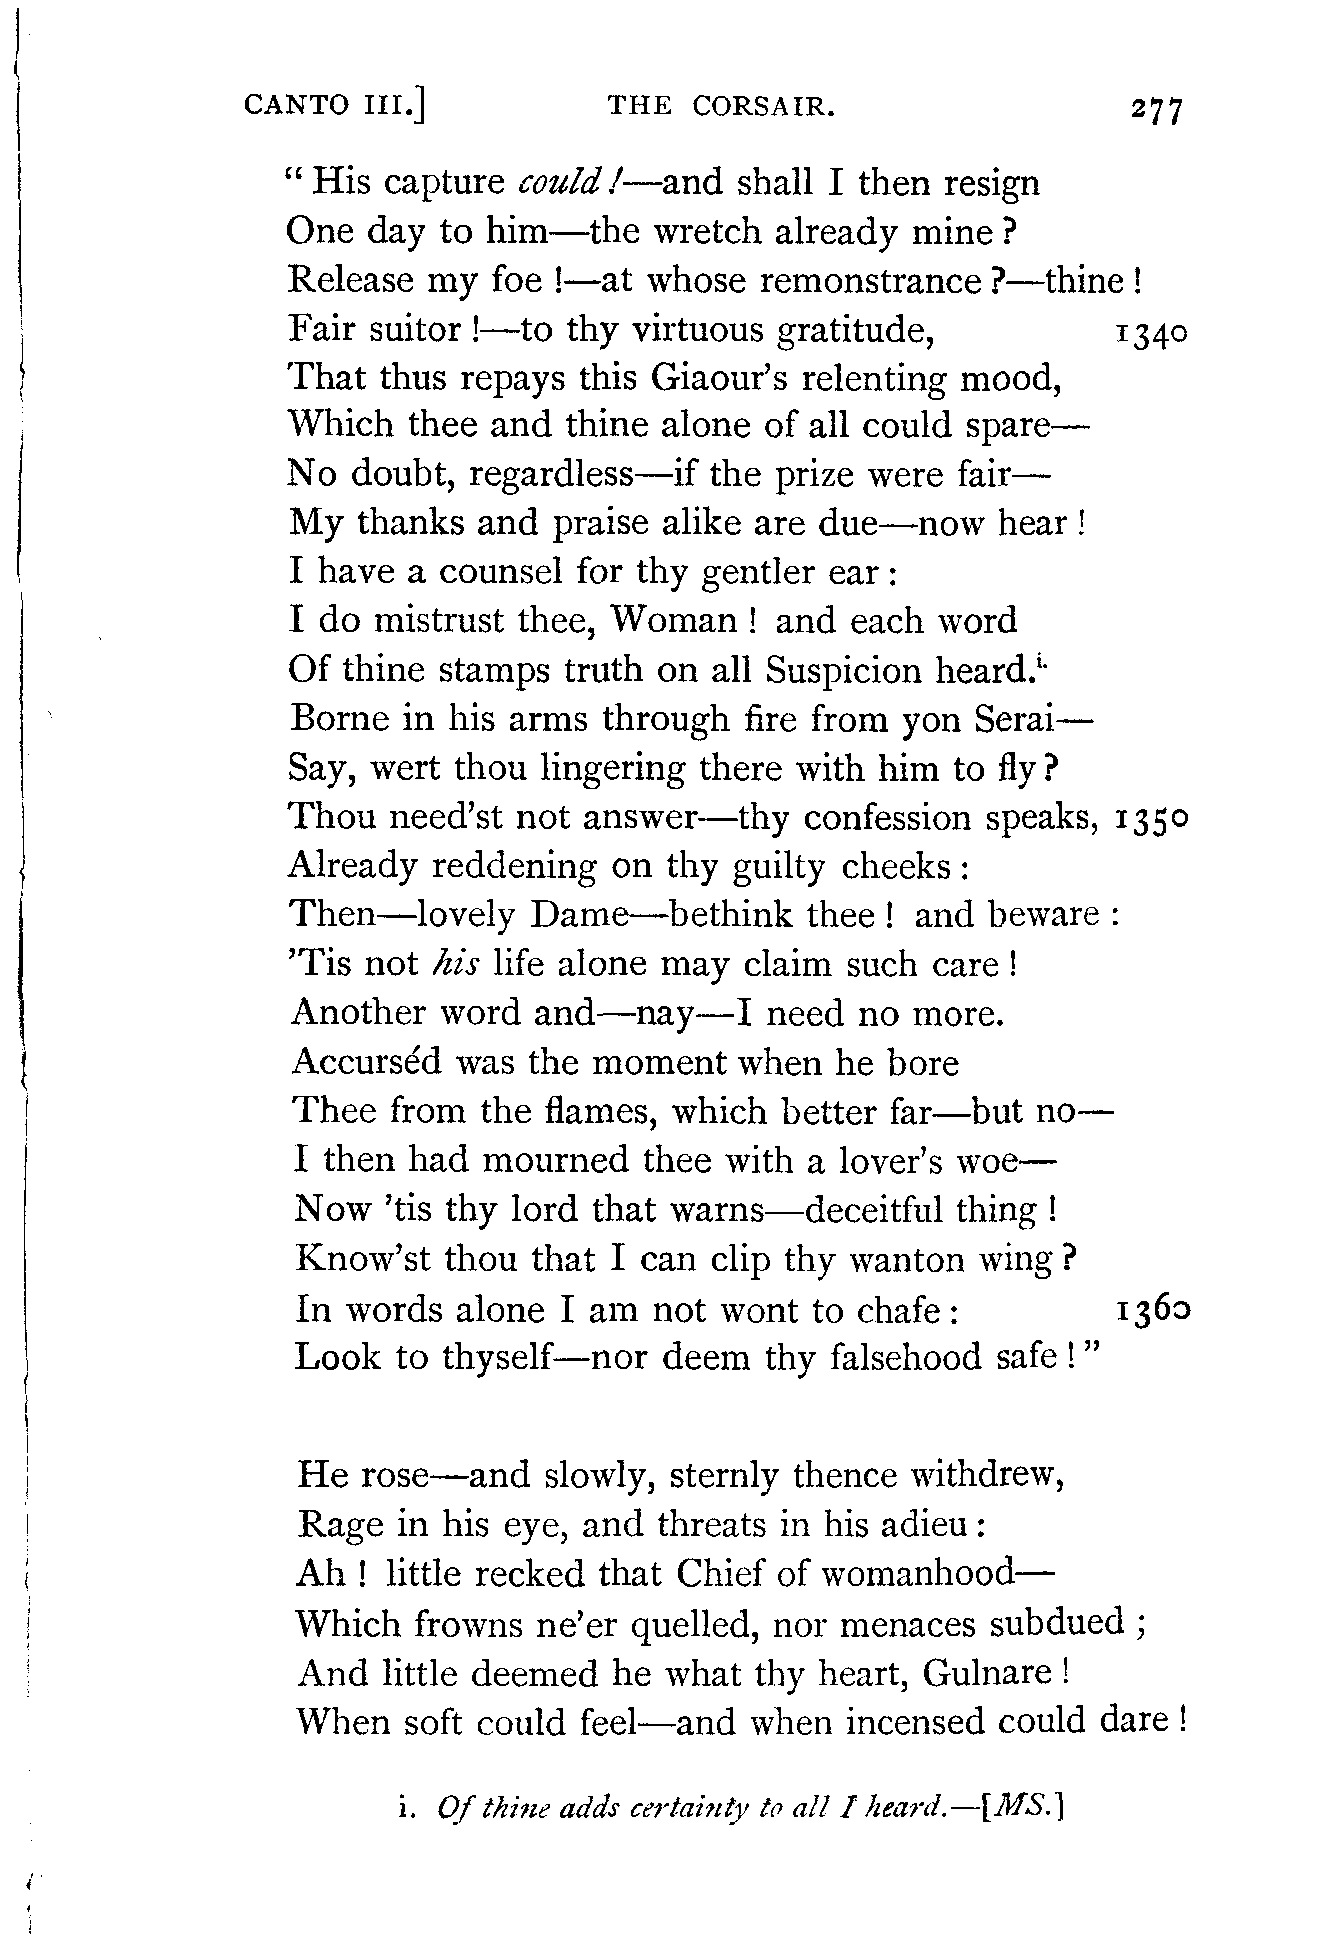 CANTO III.] THE CORSAIR. 277
“ His capture could !—and shall I then resign
One day to him—the wretch already mine ?
Release my foe !—at whose remonstrance ?—thine !
Fair suitor !—to thy virtuous gratitude, 1340
That thus repays this Giaour’s relenting mood,
Which thee and thine alone of all could spare—
No doubt, regardless—if the prize were fair—
My thanks and praise alike are due—now hear !
I have a counsel for thy gentler ear :
I do mistrust thee, Woman ! and each word
Of thine stamps truth on all Suspicion heard.i.
Borne in his arms through fire from yon Serai—
Say, wert thou lingering there with him to fly ?
Thou need’st not answer—thy confession speaks, 1350
Already reddening on thy guilty cheeks :
Then—lovely Dame—bethink thee ! and beware :
’Tis not his life alone may claim such care !
Another word and—nay—I need no more.
Accurséd was the moment when he bore
Thee from the flames, which better far—but no—
I then had mourned thee with a lover’s woe—
Now ’tis thy lord that warns—deceitful thing !
Know’st thou that I can clip thy wanton wing ?
In words alone I am not wont to chafe : 1360
Look to thyself—nor deem thy falsehood safe ! ”
He rose—and slowly, sternly thence withdrew,
Rage in his eye, and threats in his adieu :
Ah ! little recked that Chief of womanhood—
Which frowns ne’er quelled, nor menaces subdued ;
And little deemed he what thy heart, Gulnare !
When soft could feel—and when incensed could dare !
i. Of thine adds certainty to all I heard.—[MS.]